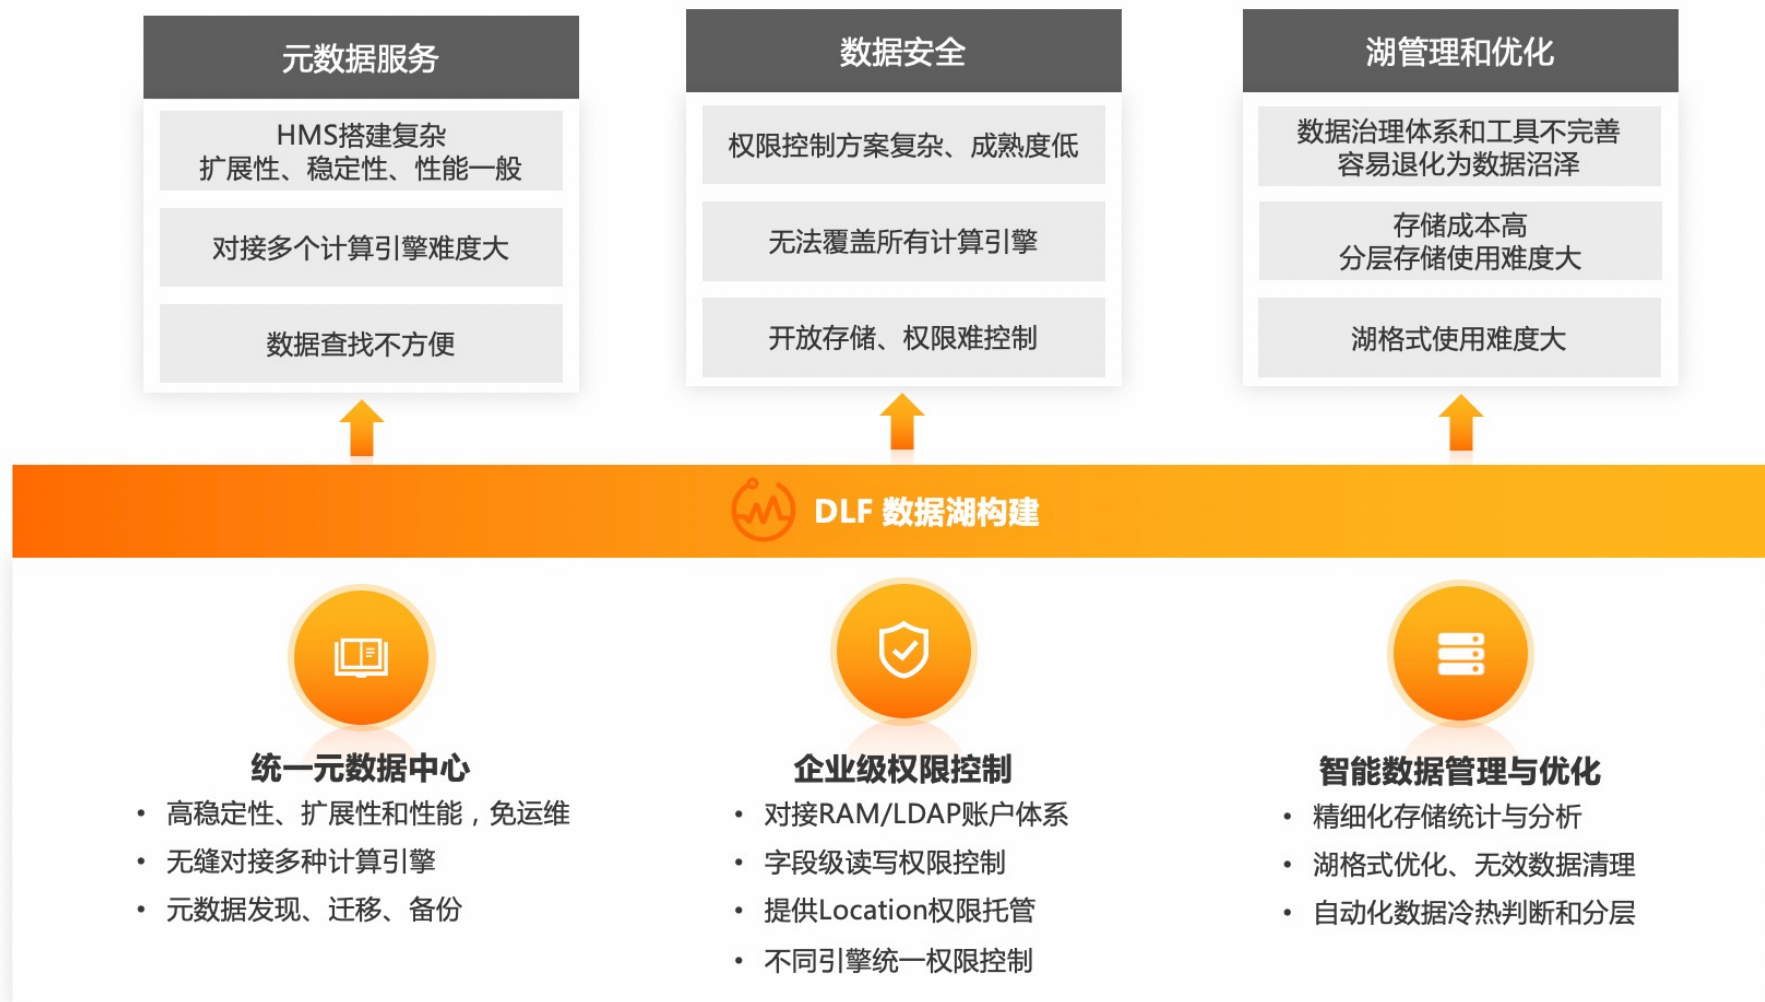 元数据服务
HMS搭建复杂
扩展性、稳定性、性能一般
对接多个计算引擎难度大
数据查找不方便
数据安全
权限控制方案复杂、成熟度低
无法覆盖所有计算引擎
开放存储、权限难控制
湖管理和优化
数据治理体系和工具不完善
容易退化为数据沼泽
存储成本高
分层存储使用难度大
湖格式使用难度大
DLF 数据湖构建
统一元数据中心
• 高稳定性、扩展性和性能，免运维
• 无缝对接多种计算引擎
• 元数据发现、迁移、备份
企业级权限控制
• 对接RAM/LDAP账户体系
• 字段级读写权限控制
• 提供Location权限托管
• 不同引擎统一权限控制
智能数据管理与优化
• 精细化存储统计与分析
• 湖格式优化、无效数据清理
• 自动化数据冷热判断和分层